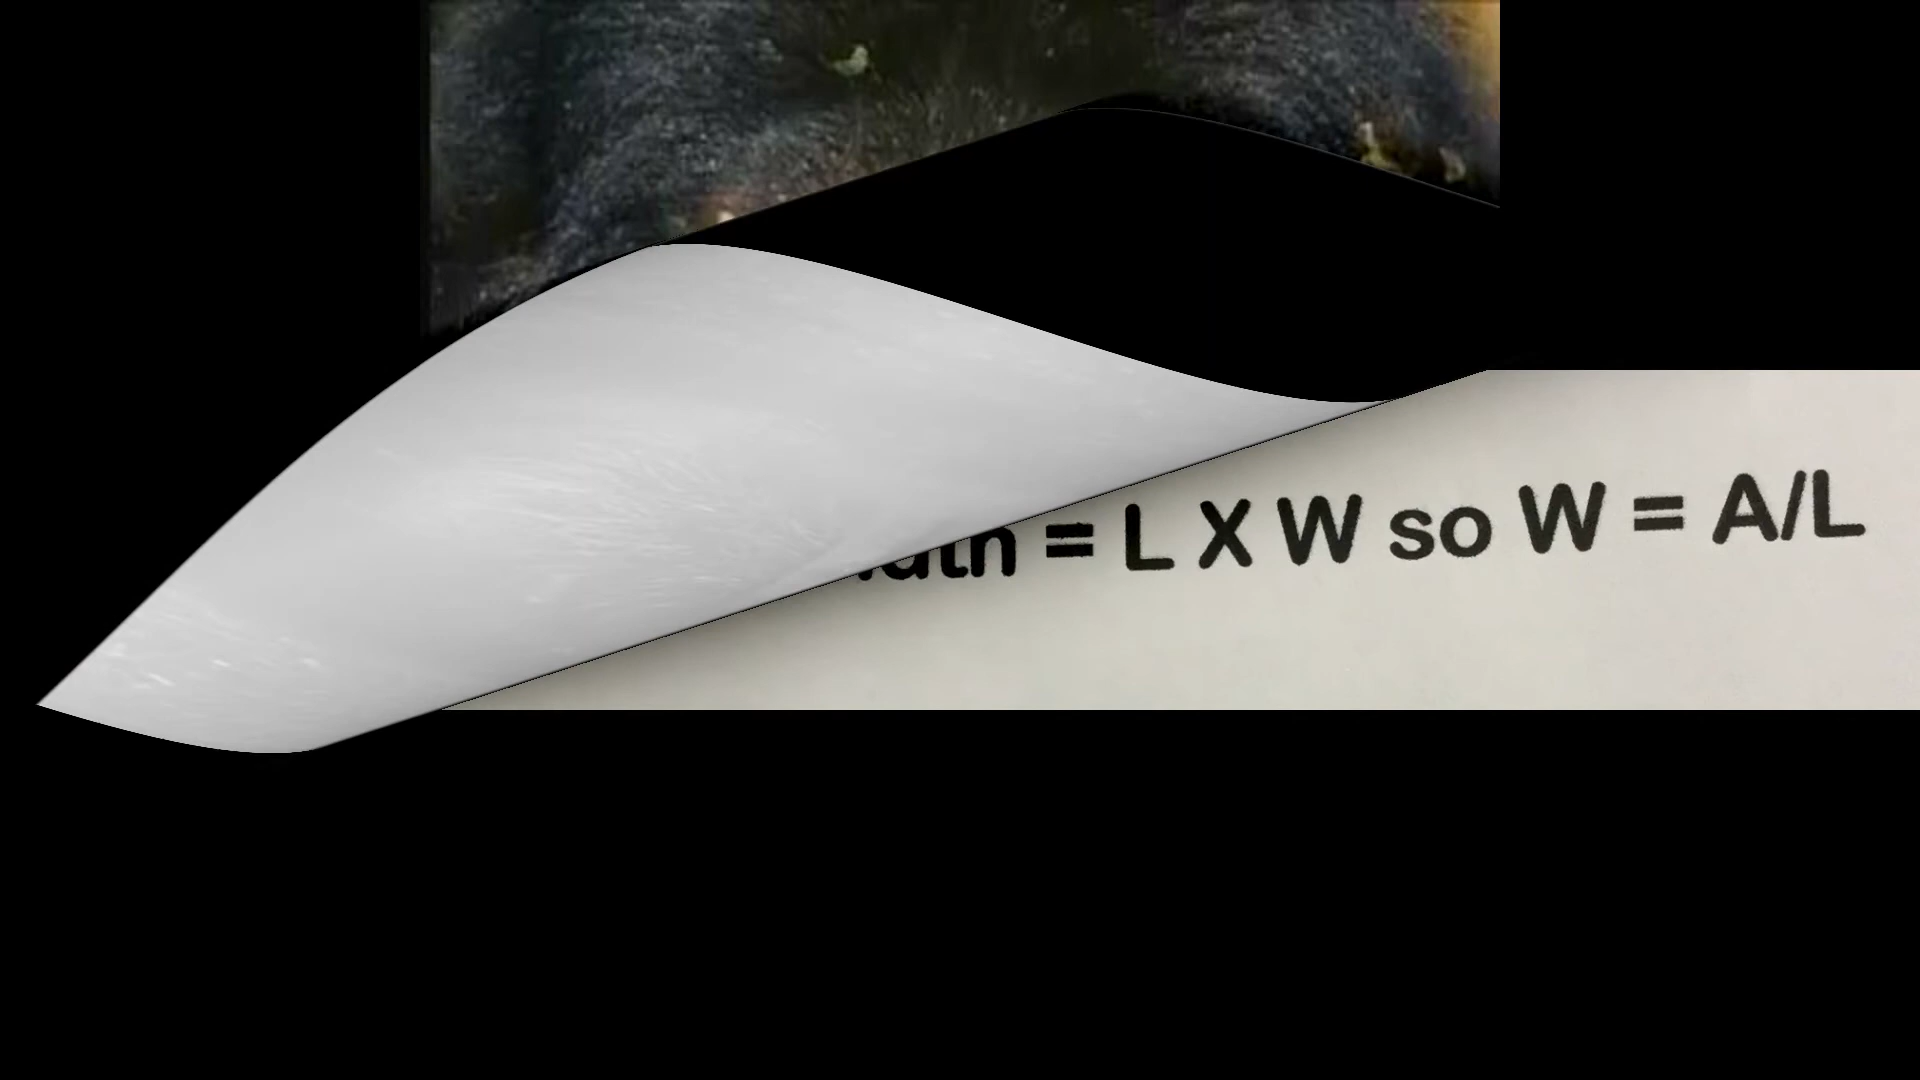 = L X W so W = A/L